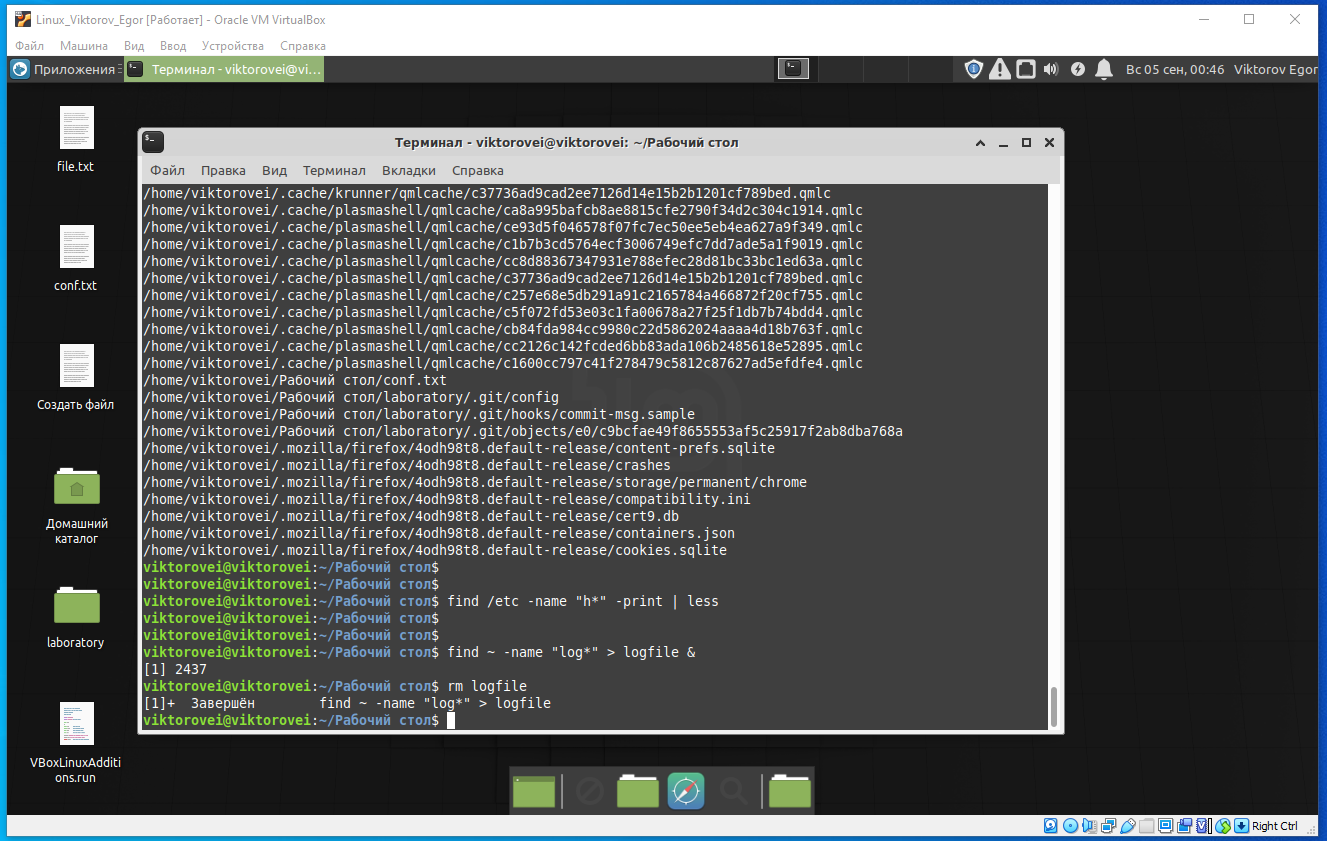 Linux_Viktorov_Egor [Работает] - Oracle VM VirtualBox
Файл Машина Вид Ввод Устройства Справка
Приложения Терминал - viktorovei@vi... Вс 05 сен, 00:46 Viktorov Egor
file.txt
conf.txt
Создать файл
Домашний
каталог
laboratory
VBoxLinuxAdditi
ons.run
Терминал - viktorovei@viktorovei: ~/Рабочий стол
Файл Правка Вид Терминал Вкладки Справка
/home/viktorovei/.cache/krunner/qmlcache/c37736ad9cad2ee7126d14e15b2b1201cf789bed.qmlc
/home/viktorovei/.cache/plasmashell/qmlcache/ca8a995bafcb8ae8815cfe2790f34d2c304c1914.qmlc
/home/viktorovei/.cache/plasmashell/qmlcache/ce93d5f046578f07fc7ec50ee5eb4ea627a9f349.qmlc
/home/viktorovei/.cache/plasmashell/qmlcache/c1b7b3cd5764ecf3006749efc7dd7ade5a1f9019.qmlc
/home/viktorovei/.cache/plasmashell/qmlcache/cc8d88367347931e788efec28d81bc33bc1ed63a.qmlc
/home/viktorovei/.cache/plasmashell/qmlcache/c37736ad9cad2ee7126d14e15b2b1201cf789bed.qmlc
/home/viktorovei/.cache/plasmashell/qmlcache/c257e68e5db291a91c2165784a466872f20cf755.qmlc
/home/viktorovei/.cache/plasmashell/qmlcache/c5f072fd53e03c1fa00678a27f25f1db7b74bdd4.qmlc
/home/viktorovei/.cache/plasmashell/qmlcache/cb84fda984cc9980c22d5862024aaaa4d18b763f.qmlc
/home/viktorovei/.cache/plasmashell/qmlcache/cc2126c142fcded6bb83ada106b2485618e52895.qmlc
/home/viktorovei/.cache/plasmashell/qmlcache/c1600cc797c41f278479c5812c87627ad5efdfe4.qmlc
/home/viktorovei/Рабочий стол/conf.txt
/home/viktorovei/Рабочий стол/laboratory/.git/config
/home/viktorovei/Рабочий стол/laboratory/.git/hooks/commit-msg.sample
/home/viktorovei/Рабочий стол/laboratory/.git/objects/e0/c9bcfae49f8655553af5c25917f2ab8dba768a
/home/viktorovei/.mozilla/firefox/4odh98t8.default-release/content-prefs.sqlite
/home/viktorovei/.mozilla/firefox/4odh98t8.default-release/crashes
/home/viktorovei/.mozilla/firefox/4odh98t8.default-release/storage/permanent/chrome
/home/viktorovei/.mozilla/firefox/4odh98t8.default-release/compatibility.ini
/home/viktorovei/.mozilla/firefox/4odh98t8.default-release/cert9.db
/home/viktorovei/.mozilla/firefox/4odh98t8.default-release/containers.json
/home/viktorovei/.mozilla/firefox/4odh98t8.default-release/cookies.sqlite
viktorovei@viktorovei:~/Рабочий стол$
viktorovei@viktorovei:~/Рабочий стол$
viktorovei@viktorovei:~/Рабочий стол$ find /etc -name "h*" -print | less
viktorovei@viktorovei:~/Рабочий стол$
viktorovei@viktorovei:~/Рабочий стол$
viktorovei@viktorovei:~/Рабочий стол$ find ~ -name "log*" > logfile &
[1] 2437
viktorovei@viktorovei:~/Рабочий стол$ rm logfile
[1]+  Завершён        find ~ -name "log*" > logfile
viktorovei@viktorovei:~/Рабочий стол$
Right Ctrl